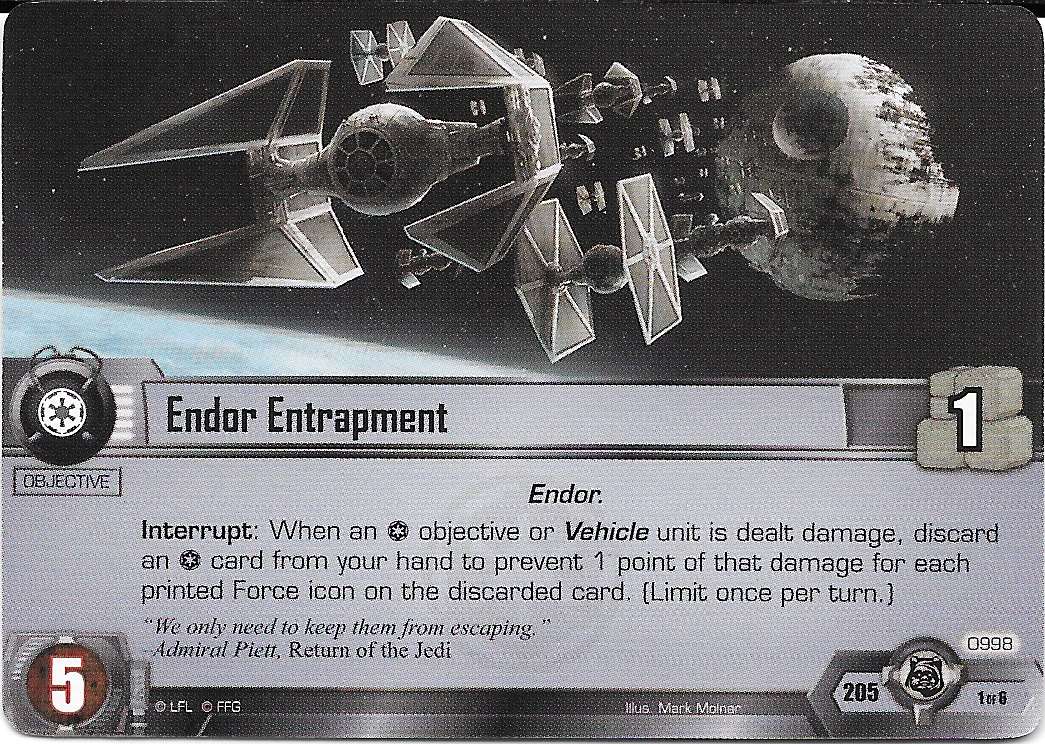 Endor Entrapment
1
OBJECTIVE
Endor.
Interrupt: When an objective or Vehicle unit is dealt damage, discard
an card from your hand to prevent 1 point of that damage for each
printed Force icon on the discarded card. (Limit once per turn.)
“We only need to keep them from escaping.”
–Admiral Piett, Return of the Jedi
5
0998
205
1 OF 6
© LFL © FFG
Illus. Mark Molnar